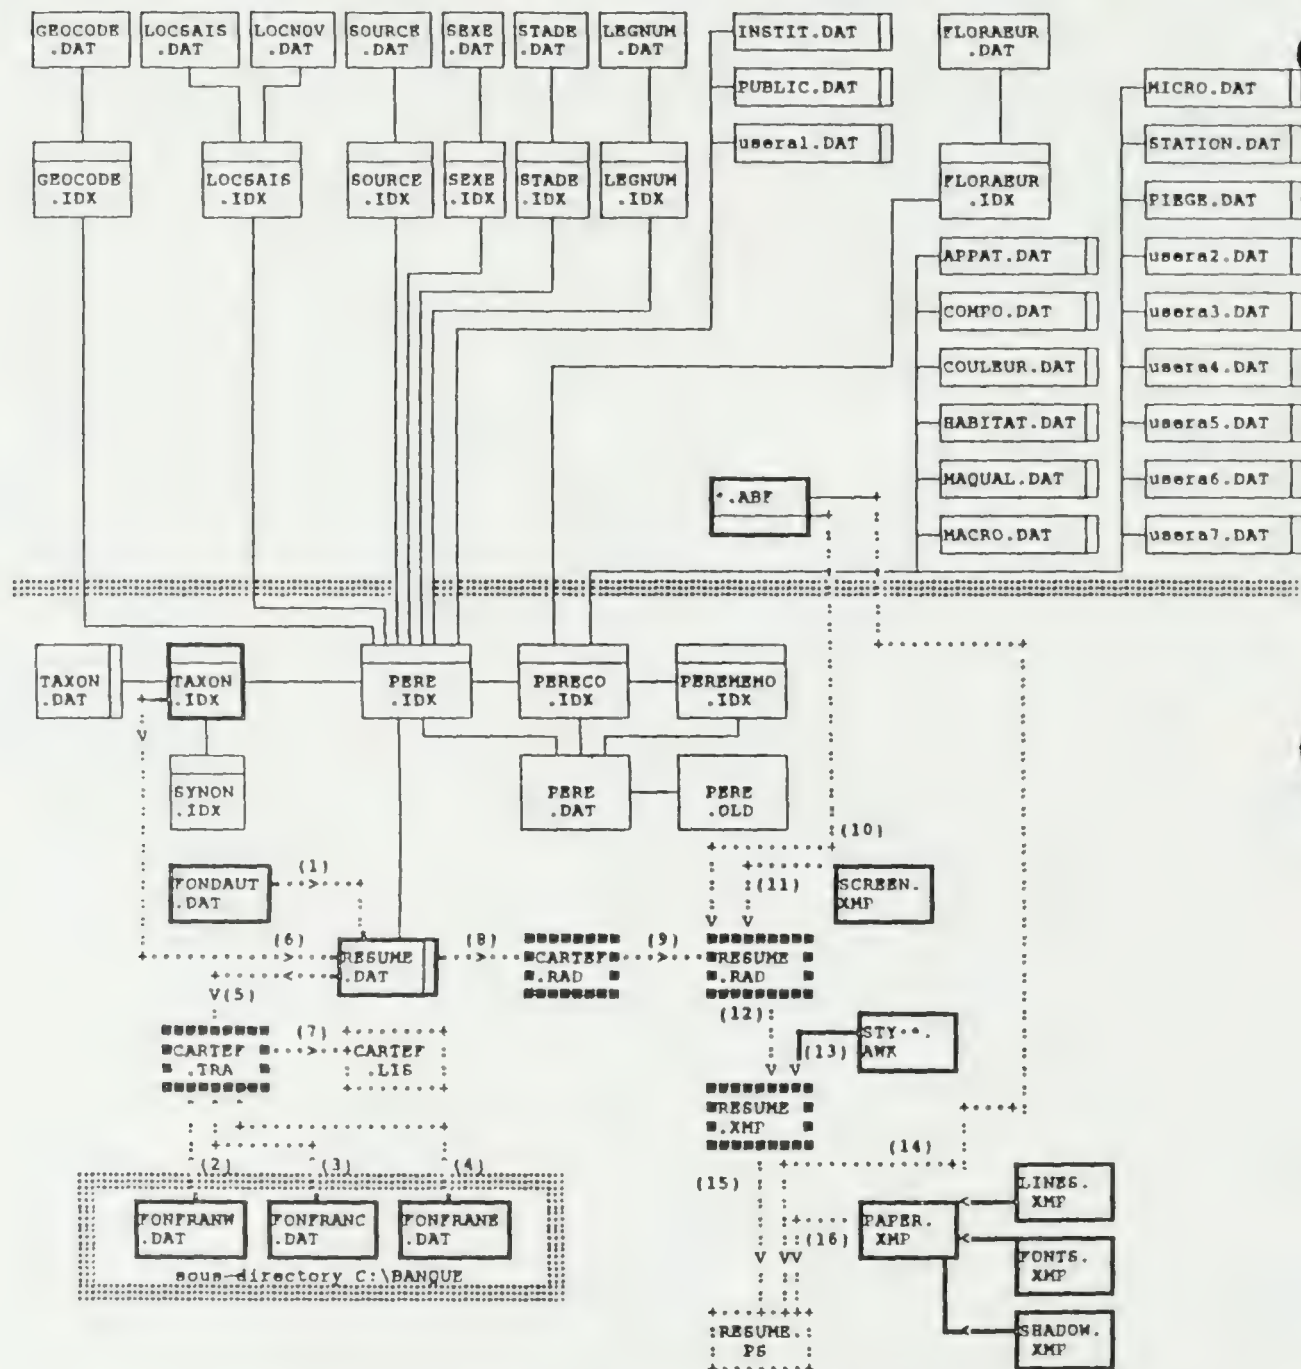 GEOCODE
.DAT
LOCSAIS
.DAT
LOCNOV
.DAT
SOURCE
.DAT
SEXE
.DAT
STADE
.DAT
LEGNUM
.DAT
INSTIT.DAT
PUBLIC.DAT
usera1.DAT
FLORAEUR
.DAT
MICRO.DAT
STATION.DAT
PIEGE.DAT
usera2.DAT
usera3.DAT
usera4.DAT
usera5.DAT
usera6.DAT
usera7.DAT
GEOCODE
.IDX
LOCSAIS
.IDX
SOURCE
.IDX
SEXE
.IDX
STADE
.IDX
LEGNUM
.IDX
FLORAEUR
.IDX
APPAT.DAT
COMPO.DAT
COULEUR.DAT
HABITAT.DAT
MAQUAL.DAT
MACRO.DAT
*.ABF
TAXON
.DAT
TAXON
.IDX
PERE
.IDX
PERECO
.IDX
PEREMEMO
.IDX
SYNON
.IDX
PERE
.DAT
PERE
.OLD
(10)
FONDAUT
.DAT
(1)
(11)
SCREEN.
XMP
(6)
RESUME
.DAT
(8)
CARTEF
.RAD
(9)
RESUME
.RAD
(5)
(12)
CARTEF
.TRA
(7)
CARTEF
.LIS
(13)
STY**.
AWK
RESUME
.XMP
(2)
(3)
(4)
(14)
(15)
FONFRANW
.DAT
FONFRANC
.DAT
FONFRANE
.DAT
sous-directory C:\BANQUE
(16)
PAPER.
XMP
LINES.
XMP
FONTS.
XMP
SHADOW.
XMP
RESUME.
PS